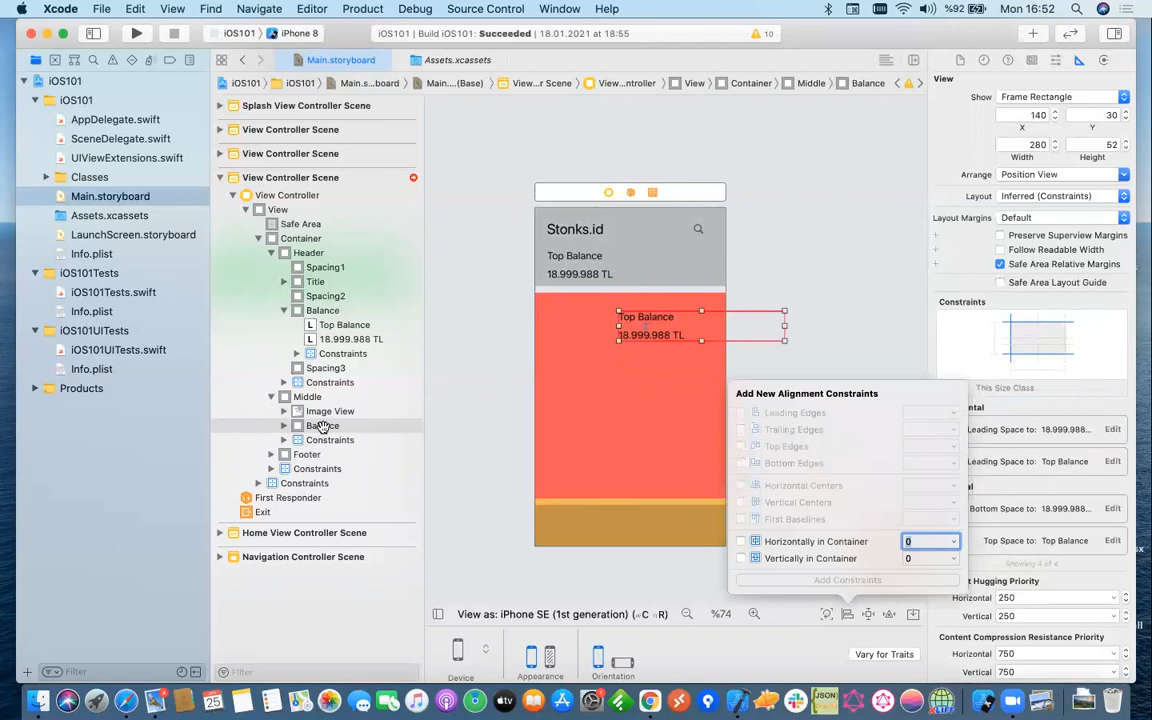 Xcode File Edit View Find Navigate Editor Product Debug Source Control Window Help %92 Mon 16:52
iOS101 iPhone 8 iOS101 | Build iOS101: Succeeded | 18.01.2021 at 18:55 10
Main.storyboard Assets.xcassets
iOS101
iOS101
AppDelegate.swift
SceneDelegate.swift
UIViewExtensions.swift
Classes
Main.storyboard
Assets.xcassets
LaunchScreen.storyboard
Info.plist
iOS101Tests
iOS101Tests.swift
Info.plist
iOS101UITests
iOS101UITests.swift
Info.plist
Products
Filter
iOS101 iOS101 Main.s...board Main....(Base) View...r Scene View...ntroller View Container Middle Balance
Splash View Controller Scene
View Controller Scene
View Controller Scene
View Controller Scene
View Controller
View
Safe Area
Container
Header
Spacing1
Title
Spacing2
Balance
L Top Balance
L 18.999.988 TL
Constraints
Spacing3
Constraints
Middle
Image View
Constraints
Footer
Constraints
Constraints
First Responder
Exit
Home View Controller Scene
Navigation Controller Scene
Filter
Stonks.id
Top Balance
18.999.988 TL
Top Balance
18.999.988 TL
Add New Alignment Constraints
Leading Edges
Trailing Edges
Top Edges
Bottom Edges
Horizontal Centers
Vertical Centers
First Baselines
Horizontally in Container 0
Vertically in Container 0
Add Constraints
View as: iPhone SE (1st generation) (wC hR) %74
Device
Appearance
Orientation
Vary for Traits
View
Show Frame Rectangle
140 30
X Y
280 52
Width Height
Arrange Position View
Layout Inferred (Constraints)
Layout Margins Default
Preserve Superview Margins
Follow Readable Width
Safe Area Relative Margins
Safe Area Layout Guide
Constraints
This Size Class
Leading Space to: 18.999.988... Edit
Leading Space to: Top Balance Edit
Bottom Space to: 18.999.988... Edit
Top Space to: Top Balance Edit
Showing 4 of 4
Horizontal 250
Vertical 250
Content Compression Resistance Priority
Horizontal 750
Vertical 750